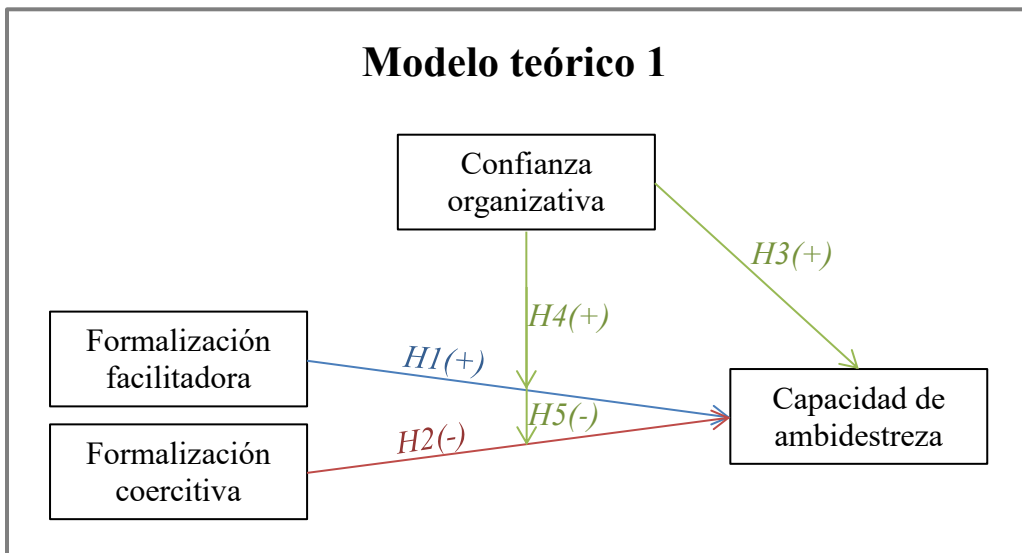 Modelo teórico 1
Confianza
organizativa
H3(+)
H4(+)
Formalización
facilitadora
H1(+)
H5(-)
Capacidad de
ambidestreza
Formalización
coercitiva
H2(-)